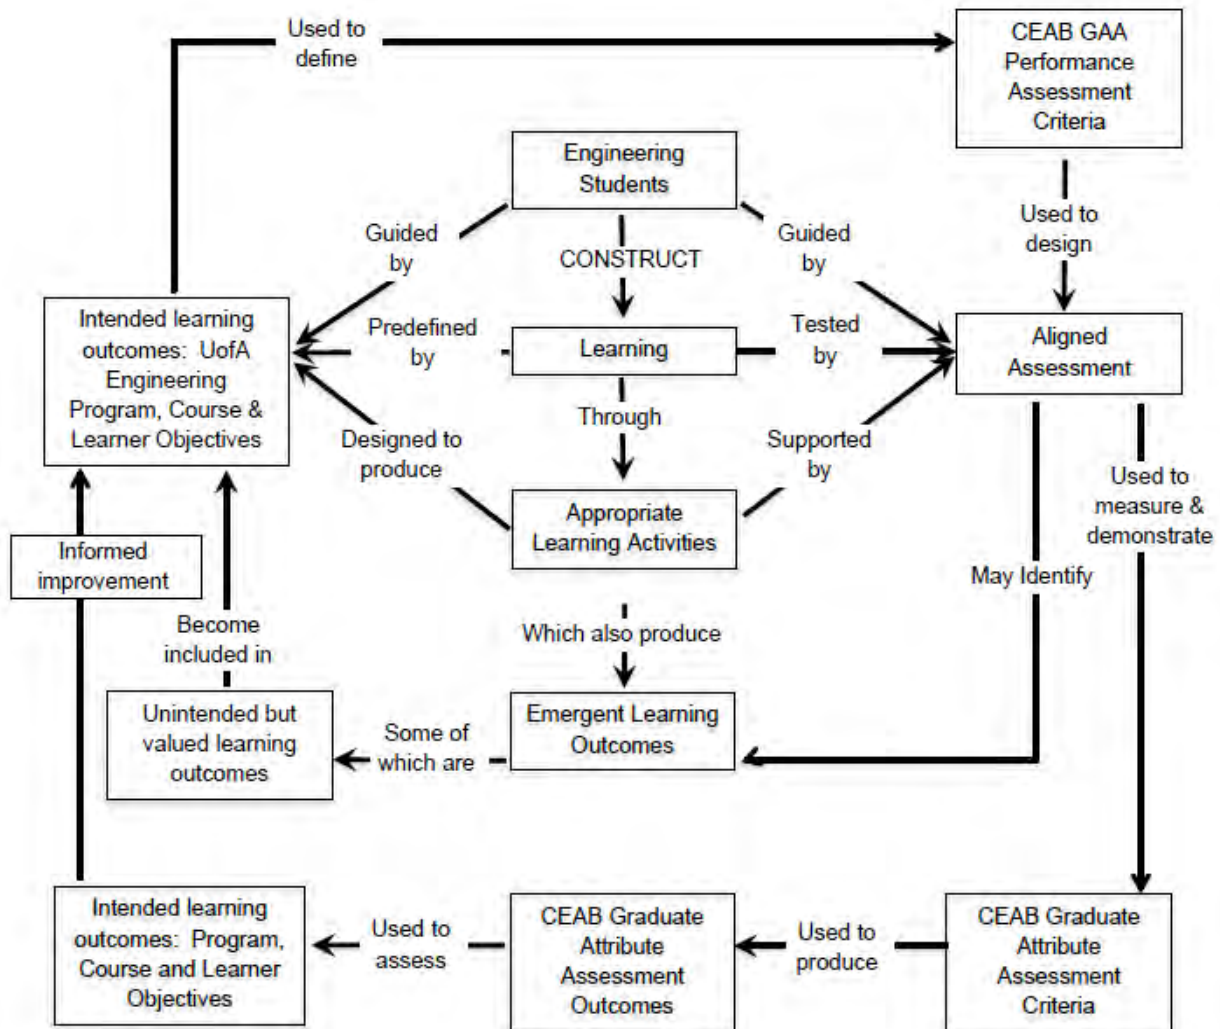 Used to
define
CEAB GAA
Performance
Assessment
Criteria
Engineering
Students
Used to
design
Guided
by
CONSTRUCT
Guided
by
Intended learning
outcomes:  UofA
Engineering
Program, Course &
Learner Objectives
Predefined
by
Learning
Tested
by
Aligned
Assessment
Through
Designed to
produce
Supported
by
Appropriate
Learning Activities
Used to
measure &
demonstrate
Informed
improvement
May Identify
Which also produce
Become
included in
Unintended but
valued learning
outcomes
Some of
which are
Emergent Learning
Outcomes
Intended learning
outcomes:  Program,
Course and Learner
Objectives
Used to
assess
CEAB Graduate
Attribute
Assessment
Outcomes
Used to
produce
CEAB Graduate
Attribute
Assessment
Criteria